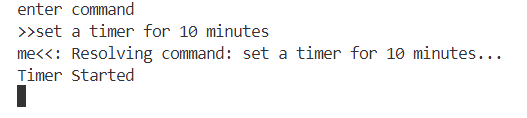 enter command
>>set a timer for 10 minutes
me<<: Resolving command: set a timer for 10 minutes...
Timer Started